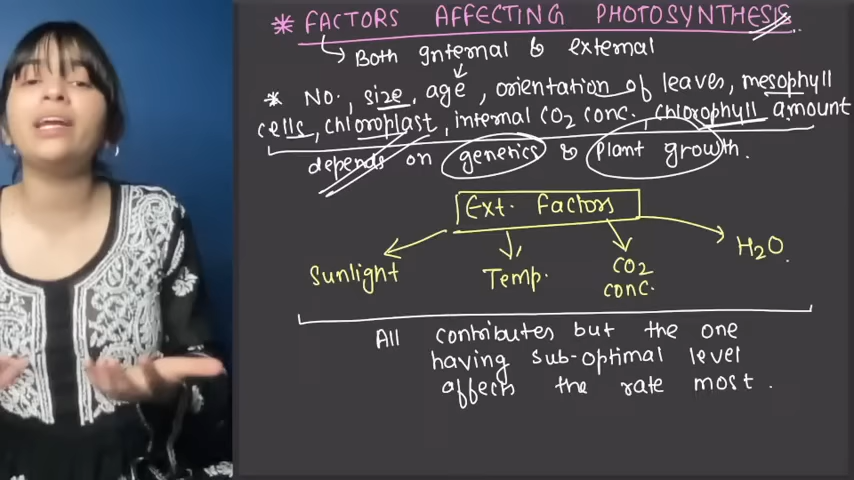 * FACTORS AFFECTING PHOTOSYNTHESIS
↳ Both Internal & external
* No., size, age, orientation of leaves, mesophyll
cells, chloroplast, internal CO2 conc., chlorophyll amount
depends on genetics & Plant growth.
Ext. Factors
Sunlight Temp. CO2 conc. H2O
All contributes but the one
having sub-optimal level
affects the rate most.